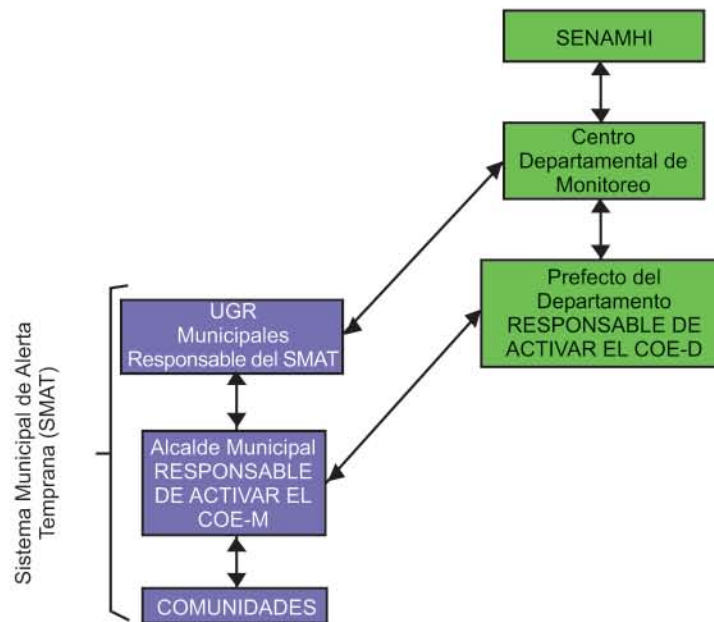 SENAMHI
Centro
Departamental de
Monitoreo
Prefecto del
Departamento
RESPONSABLE DE
ACTIVAR EL COE-D
Sistema Municipal de Alerta
Temprana (SMAT)
UGR
Municipales
Responsable del SMAT
Alcalde Municipal
RESPONSABLE
DE ACTIVAR EL
COE-M
COMUNIDADES